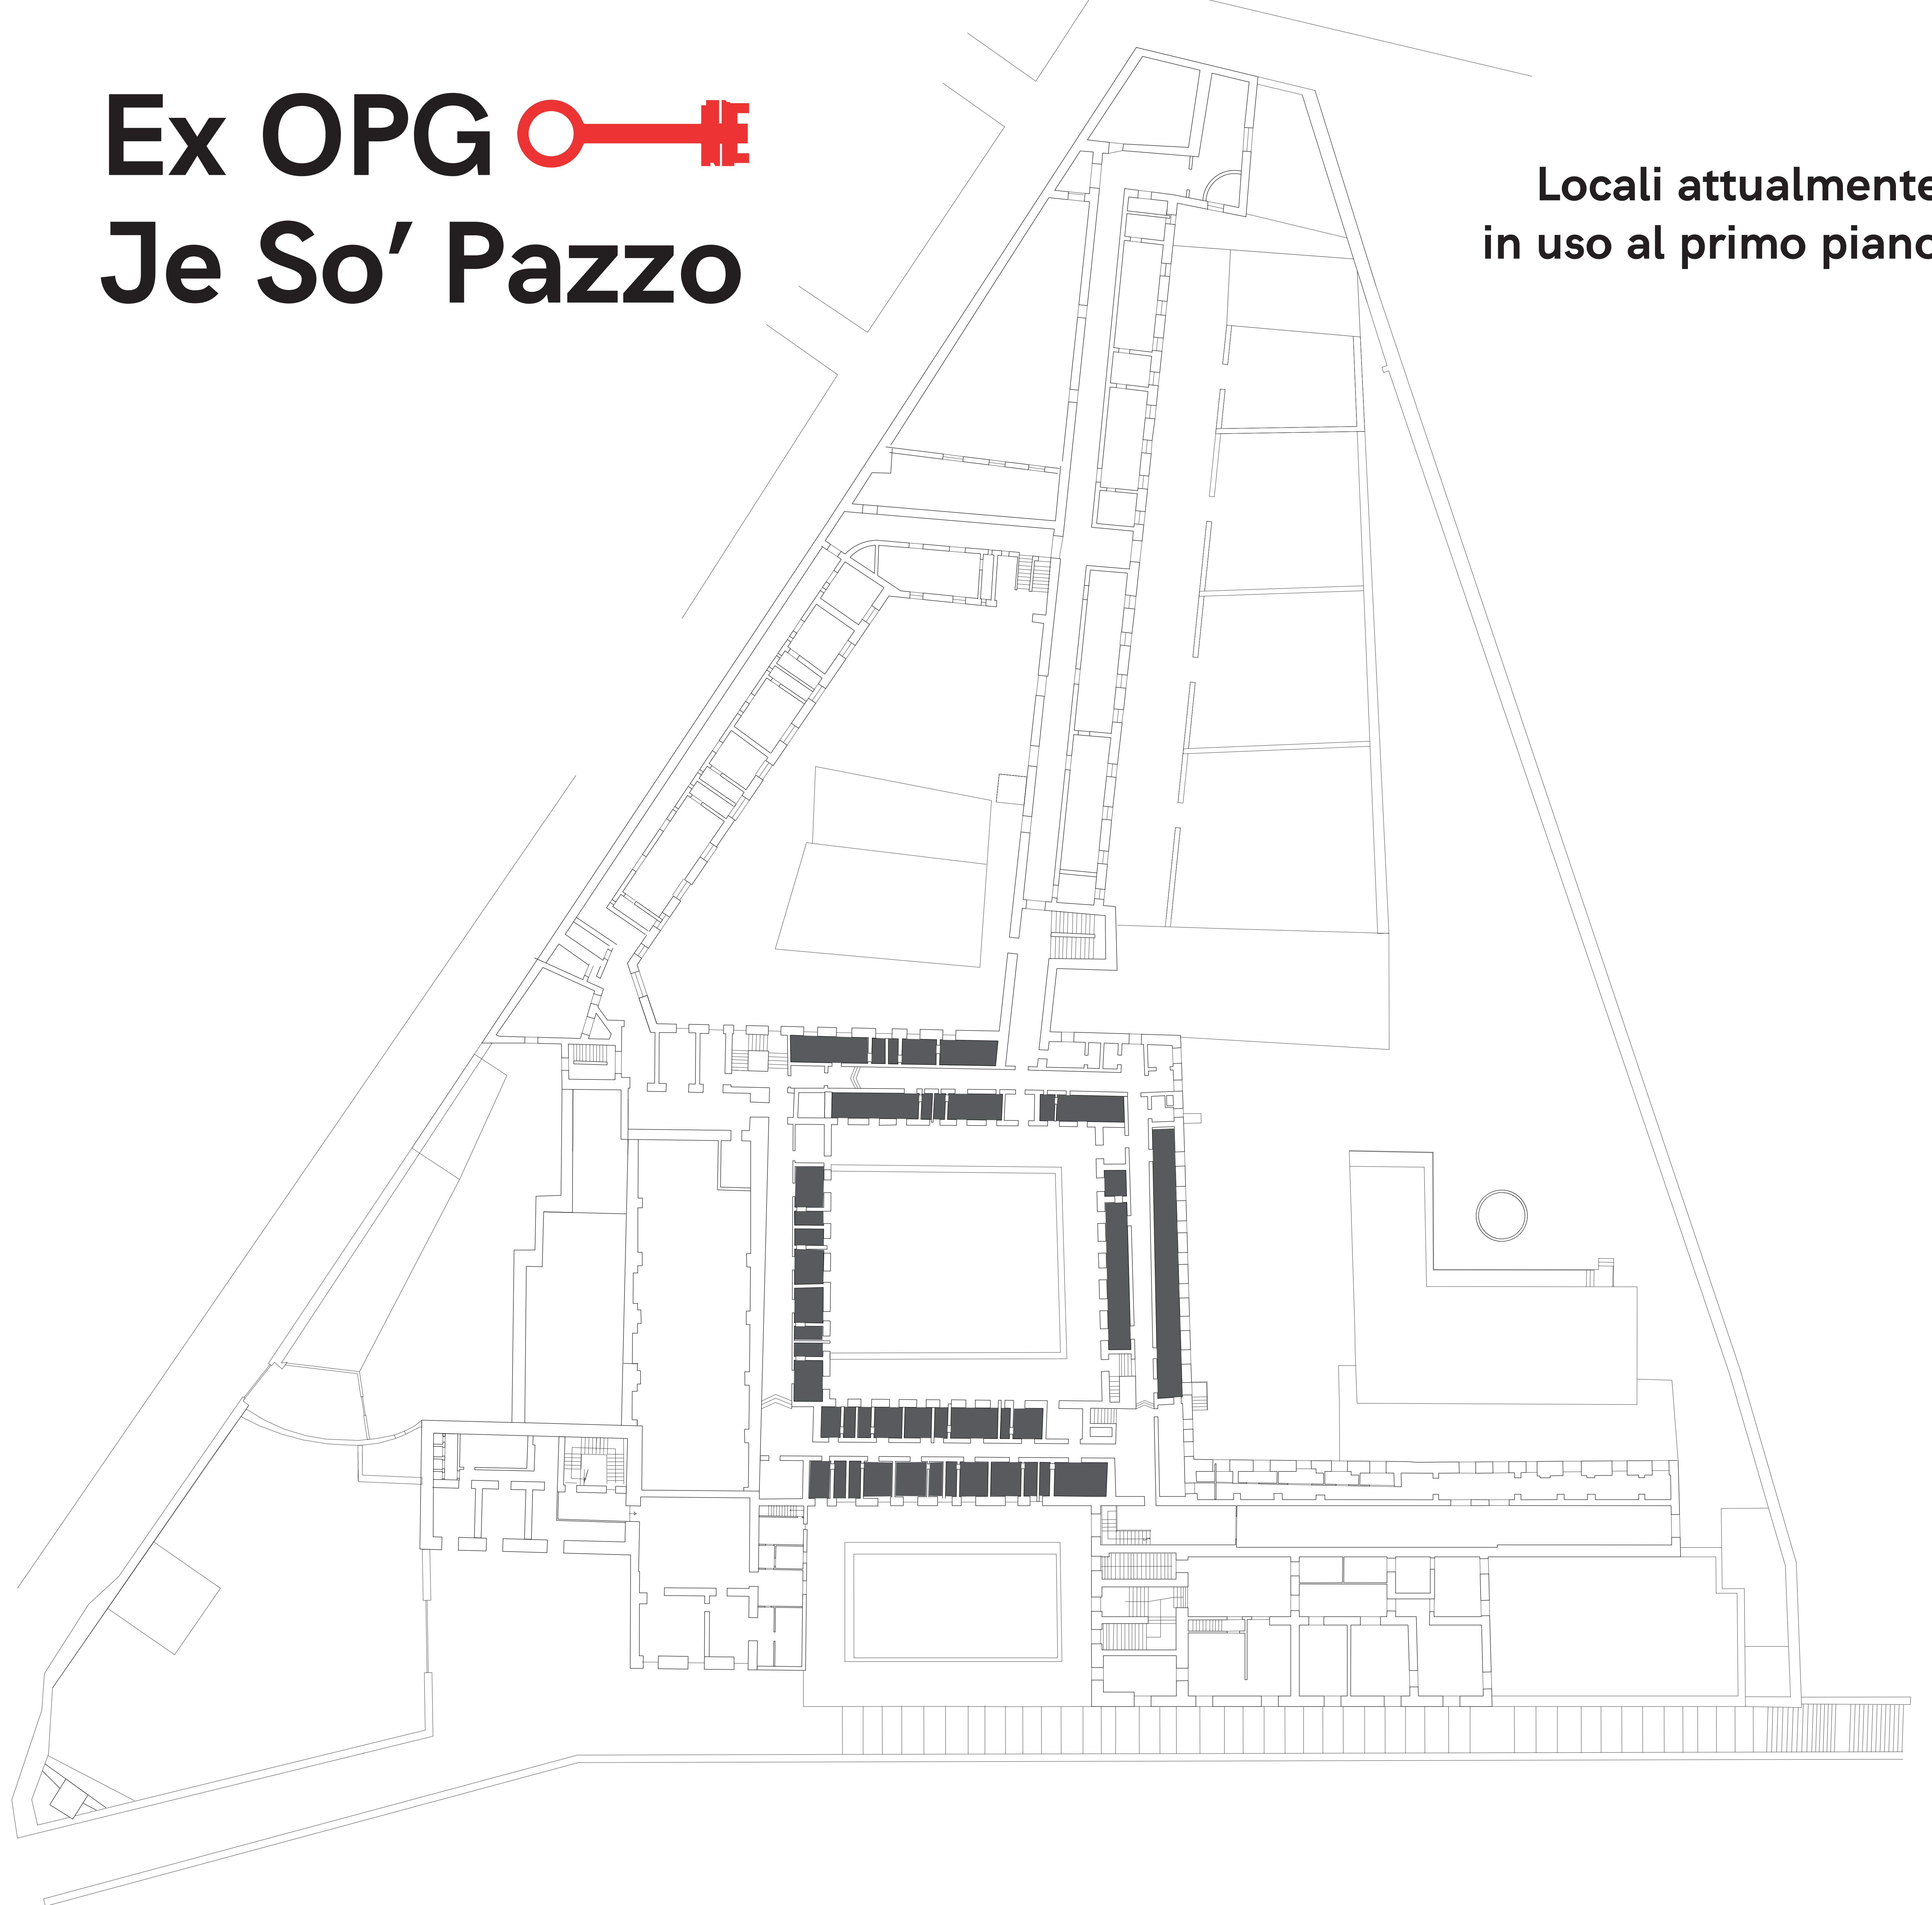 Ex OPG
Je So’ Pazzo
Locali attualmente
in uso al primo piano